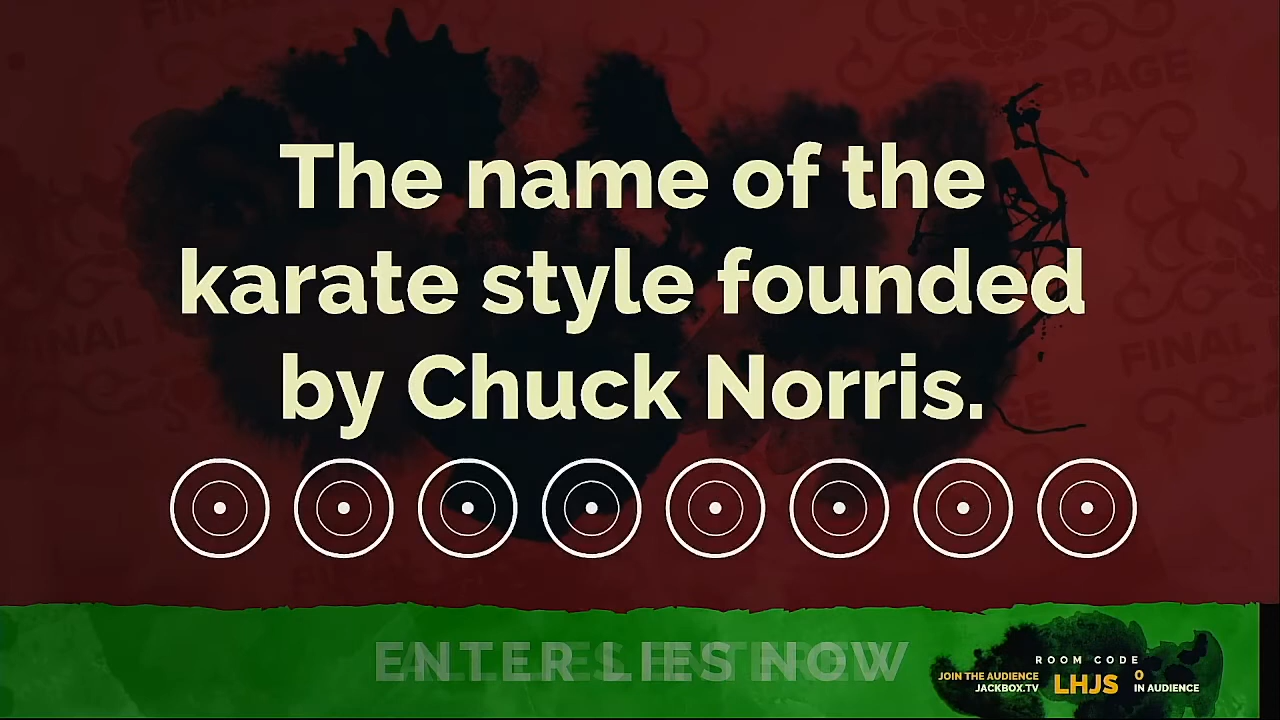 The name of the
karate style founded
by Chuck Norris.
ENTER LIES NOW
ROOM CODE
JOIN THE AUDIENCE
JACKBOX.TV
LHJS
0
IN AUDIENCE
FINAL